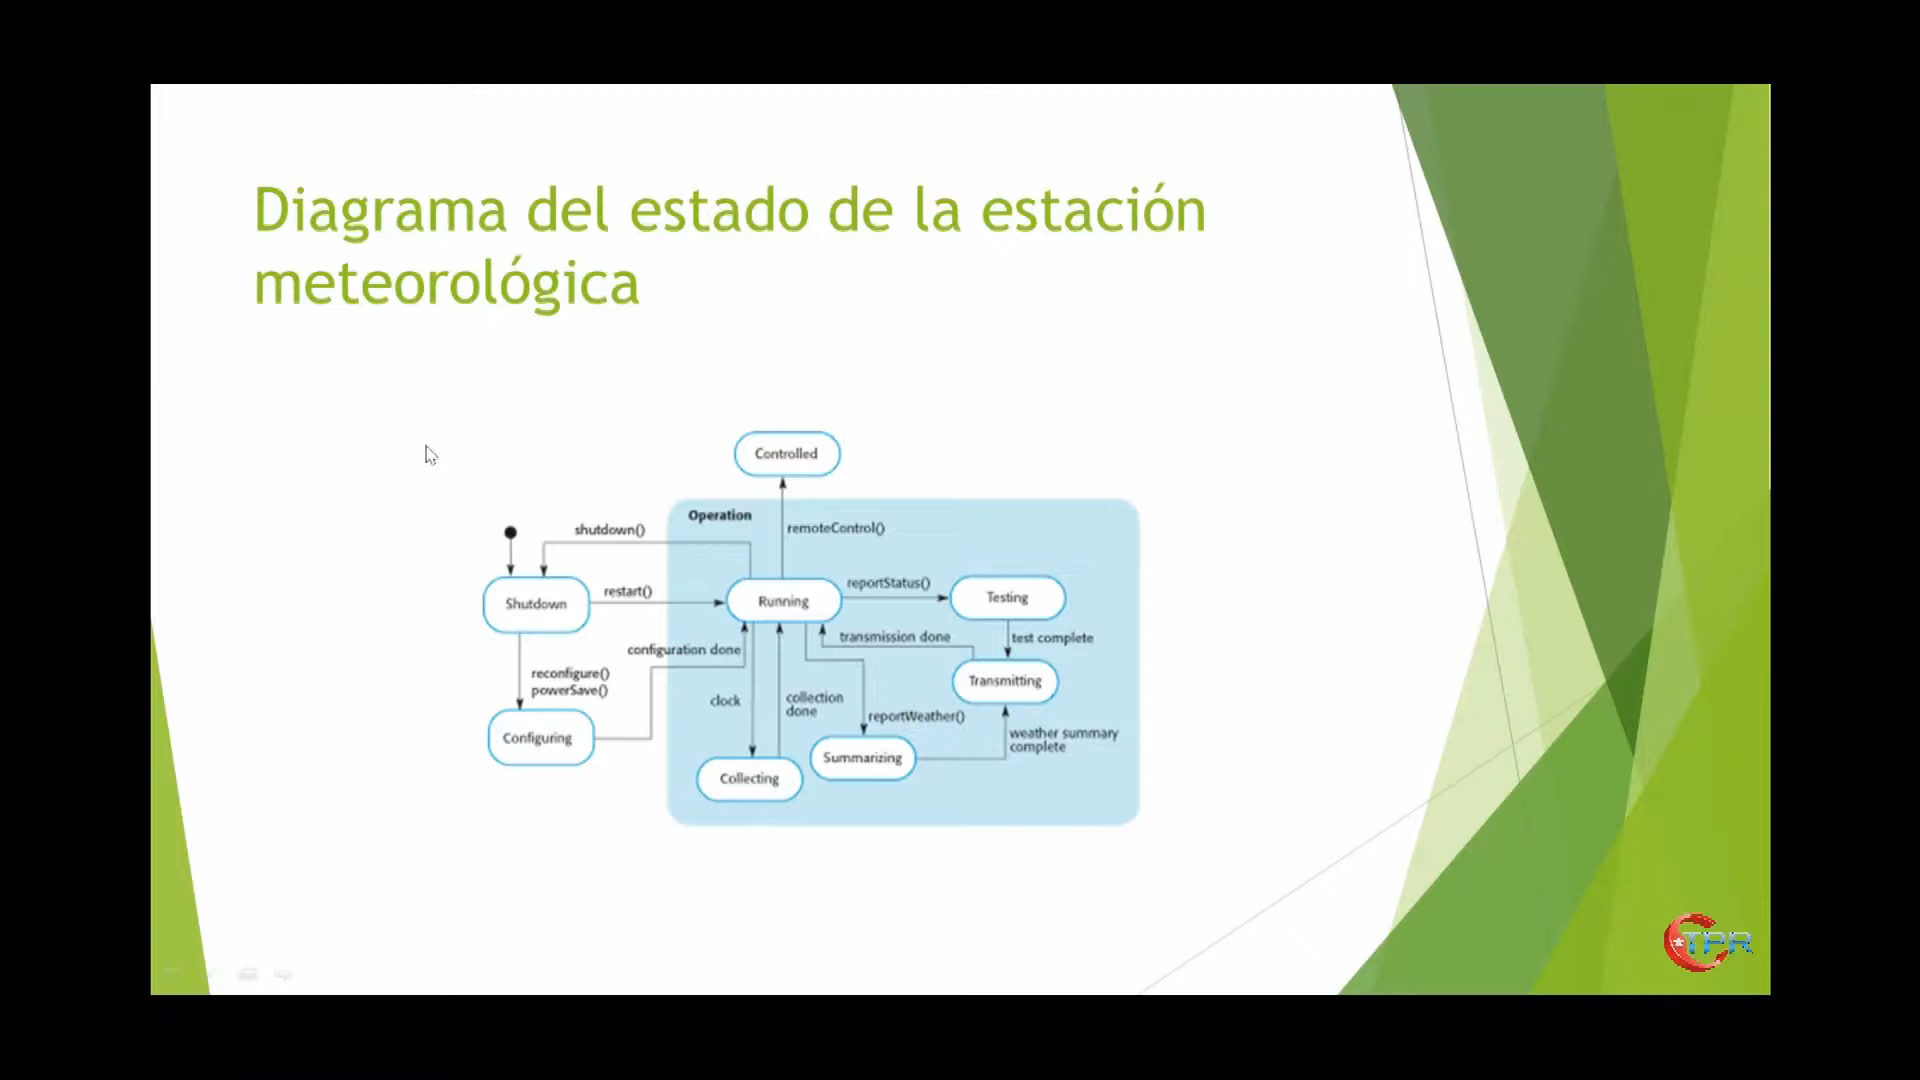 Diagrama del estado de la estación
meteorológica
Controlled
Operation
remoteControl()
shutdown()
Shutdown
restart()
Running
reportStatus()
Testing
transmission done
test complete
configuration done
reconfigure()
powerSave()
Transmitting
clock
collection
done
reportWeather()
weather summary
complete
Configuring
Summarizing
Collecting
TPR